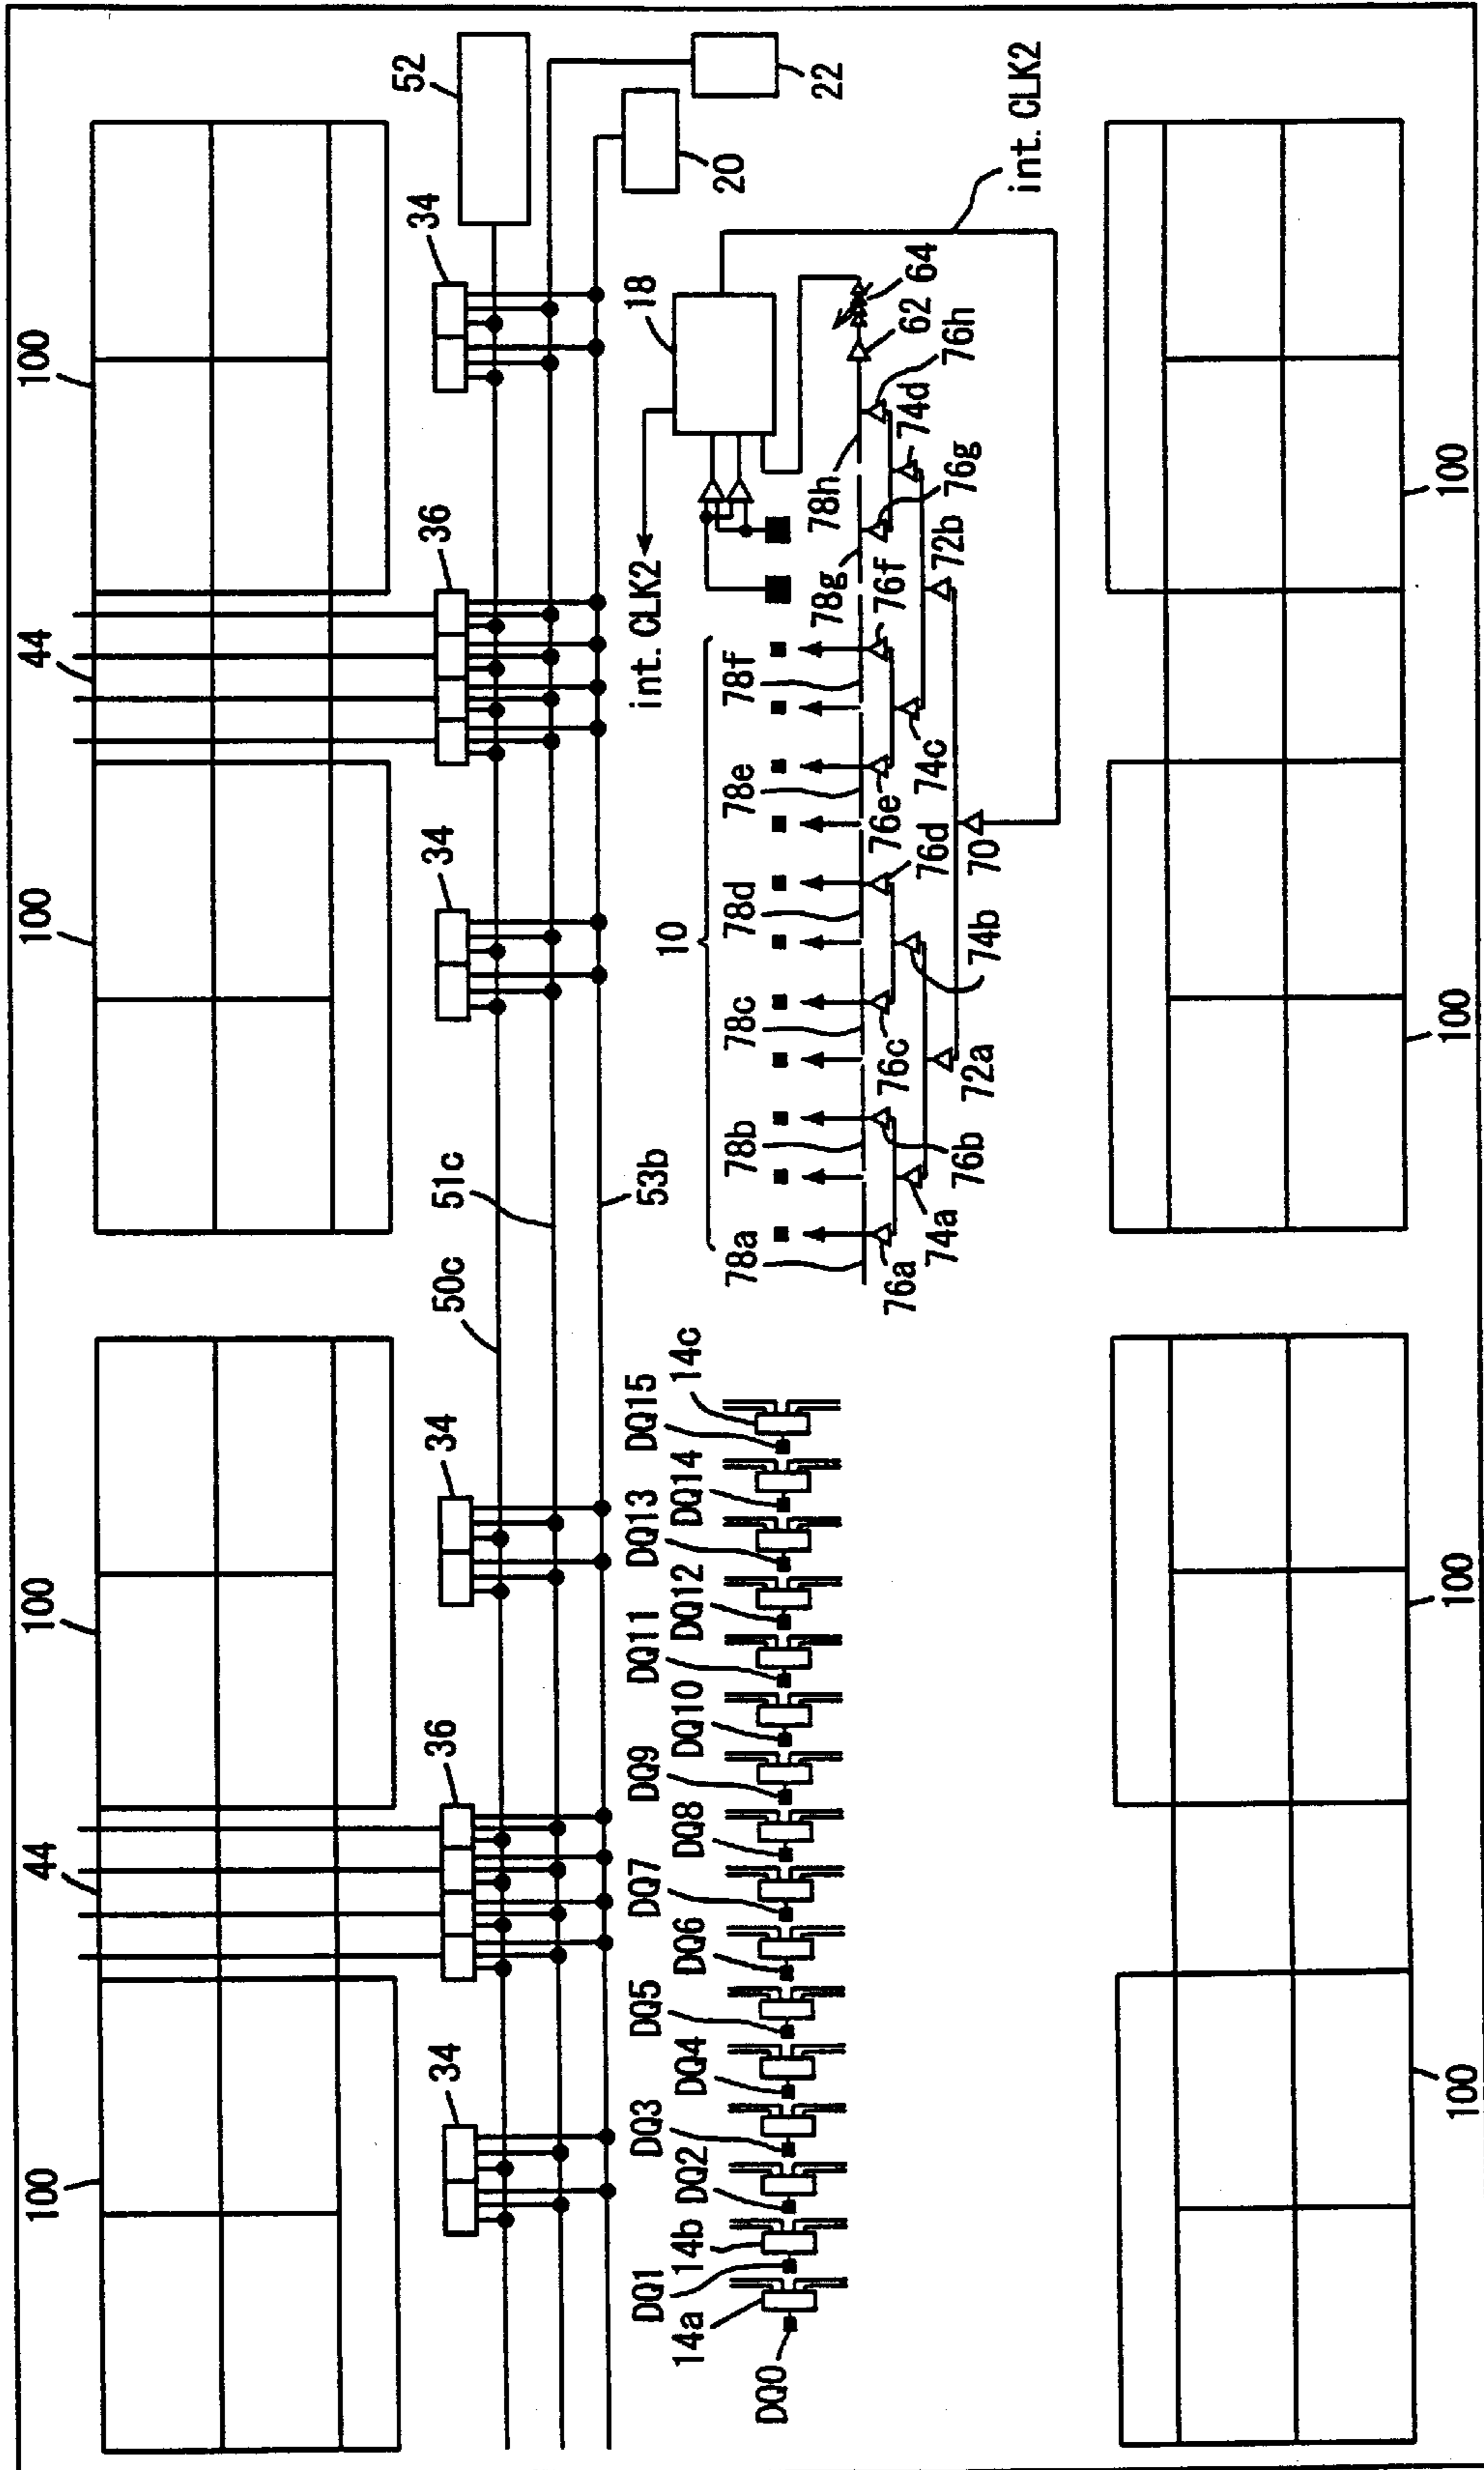 100
44
100
100
44
100
34
36
34
34
36
34
52
50c
51c
53b
20
22
DQ0
14a
DQ1
14b
DQ2
DQ3
DQ4
DQ5
DQ6
DQ7
DQ8
DQ9
DQ10
DQ11
DQ12
DQ13
DQ14
DQ15
14c
10
int. CLK2
18
78a
78b
78c
78d
78e
78f
78g
78h
64
62
76a
76b
76c
76d
76e
76f
76g
76h
74a
74b
74c
74d
72a
72b
70
int. CLK2
100
100
100
100